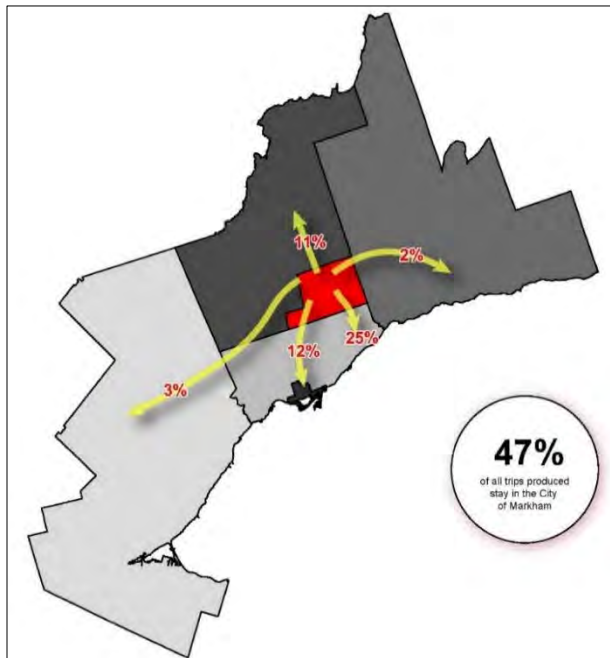 11%
2%
25%
12%
3%
47%
of all trips produced
stay in the City
of Markham